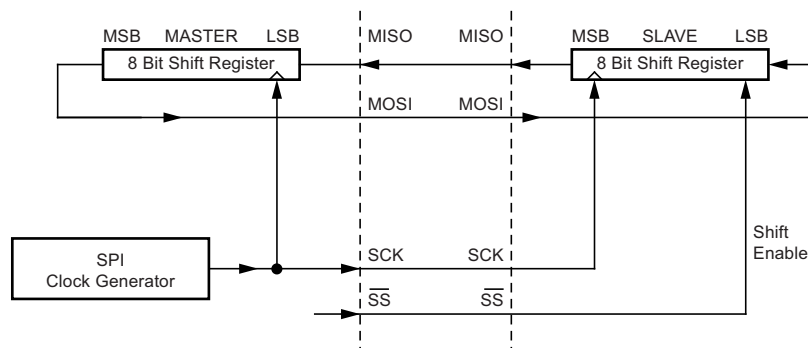 MSB MASTER LSB MISO MISO MSB SLAVE LSB
8 Bit Shift Register 8 Bit Shift Register
MOSI MOSI
Shift
Enable
SPI
Clock Generator
SCK SCK
SS SS